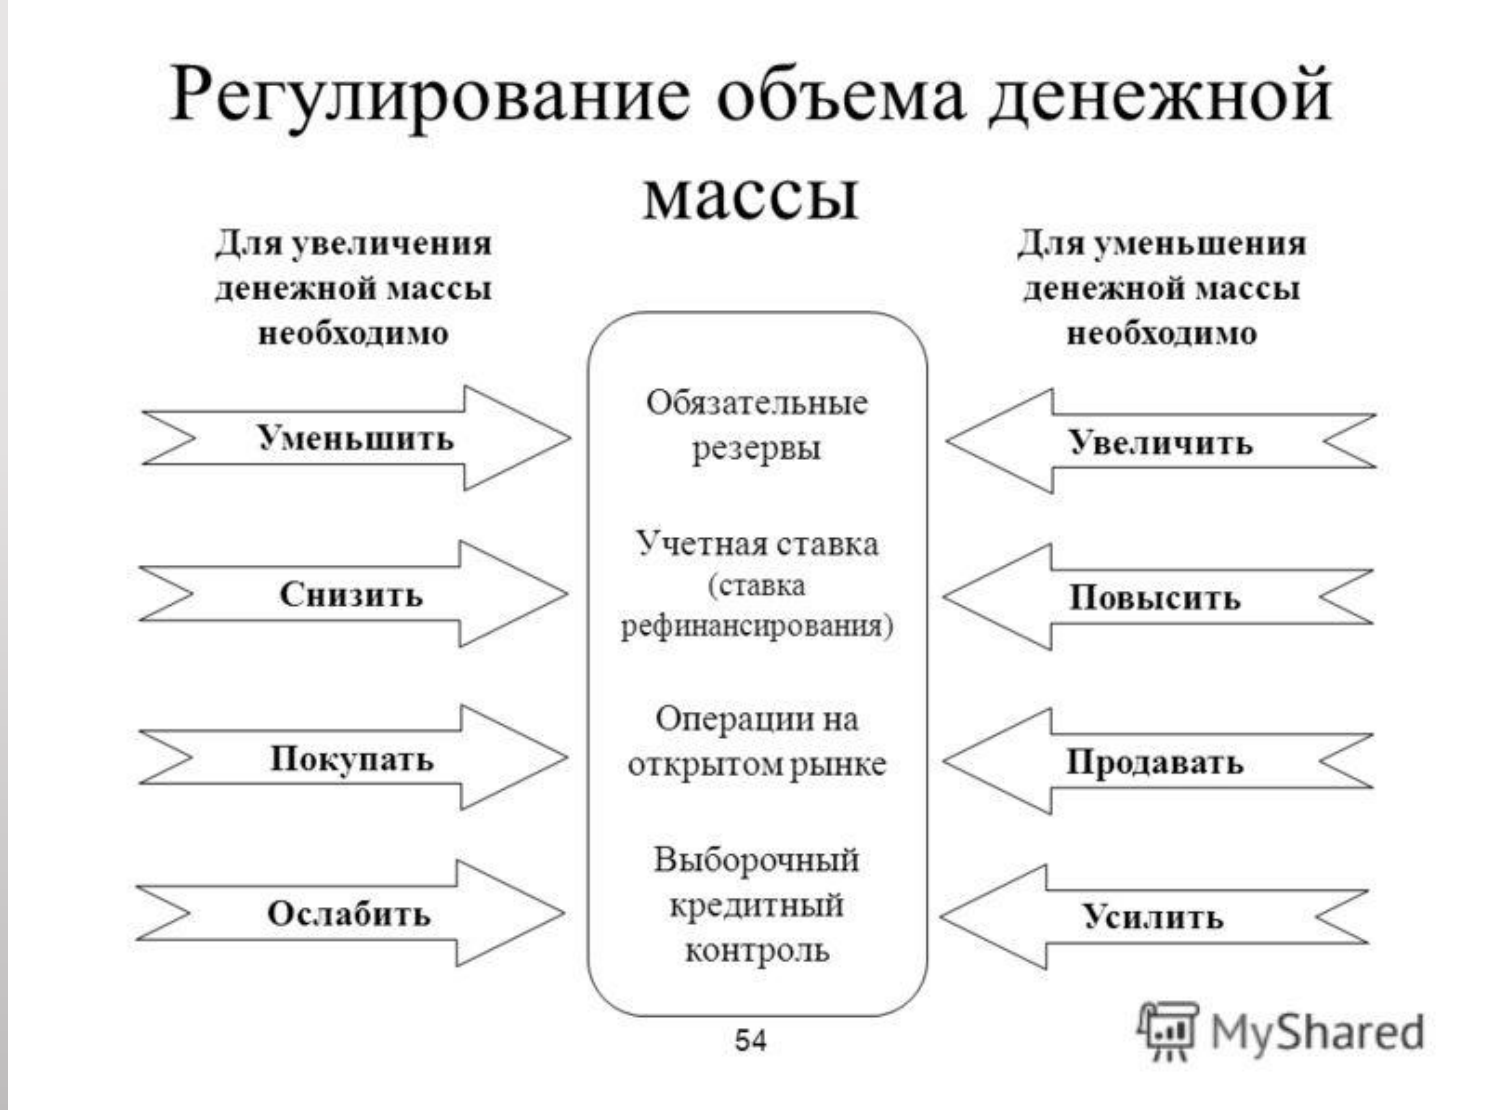 Регулирование объема денежной
массы
Для увеличения
денежной массы
необходимо
Для уменьшения
денежной массы
необходимо
Уменьшить
Обязательные
резервы
Увеличить
Снизить
Учетная ставка
(ставка
рефинансирования)
Повысить
Покупать
Операции на
открытом рынке
Продавать
Ослабить
Выборочный
кредитный
контроль
Усилить
54
MyShared